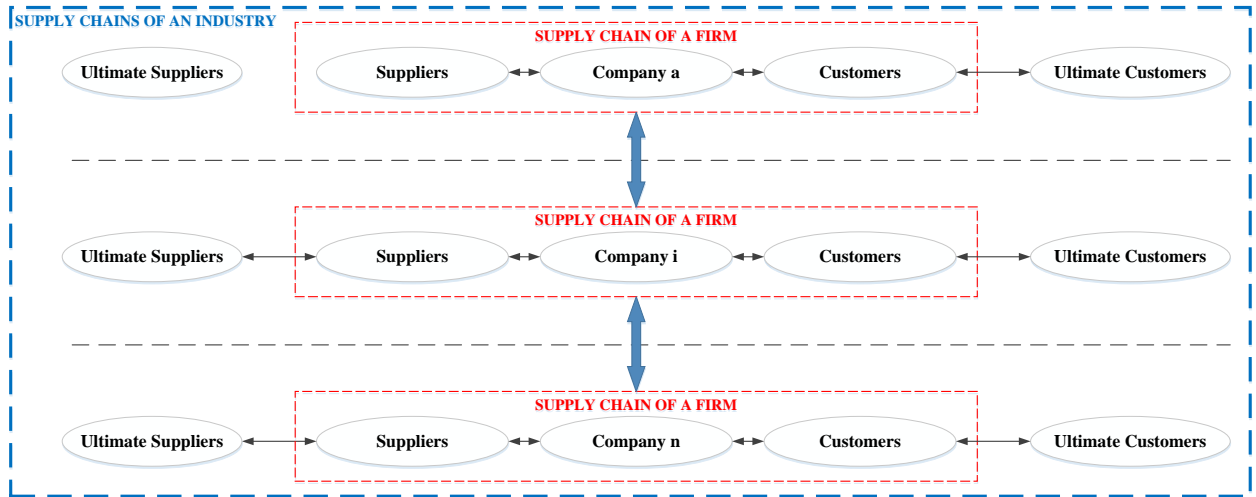 SUPPLY CHAINS OF AN INDUSTRY
SUPPLY CHAIN OF A FIRM
Ultimate Suppliers Suppliers Company a Customers Ultimate Customers
SUPPLY CHAIN OF A FIRM
Ultimate Suppliers Suppliers Company i Customers Ultimate Customers
SUPPLY CHAIN OF A FIRM
Ultimate Suppliers Suppliers Company n Customers Ultimate Customers